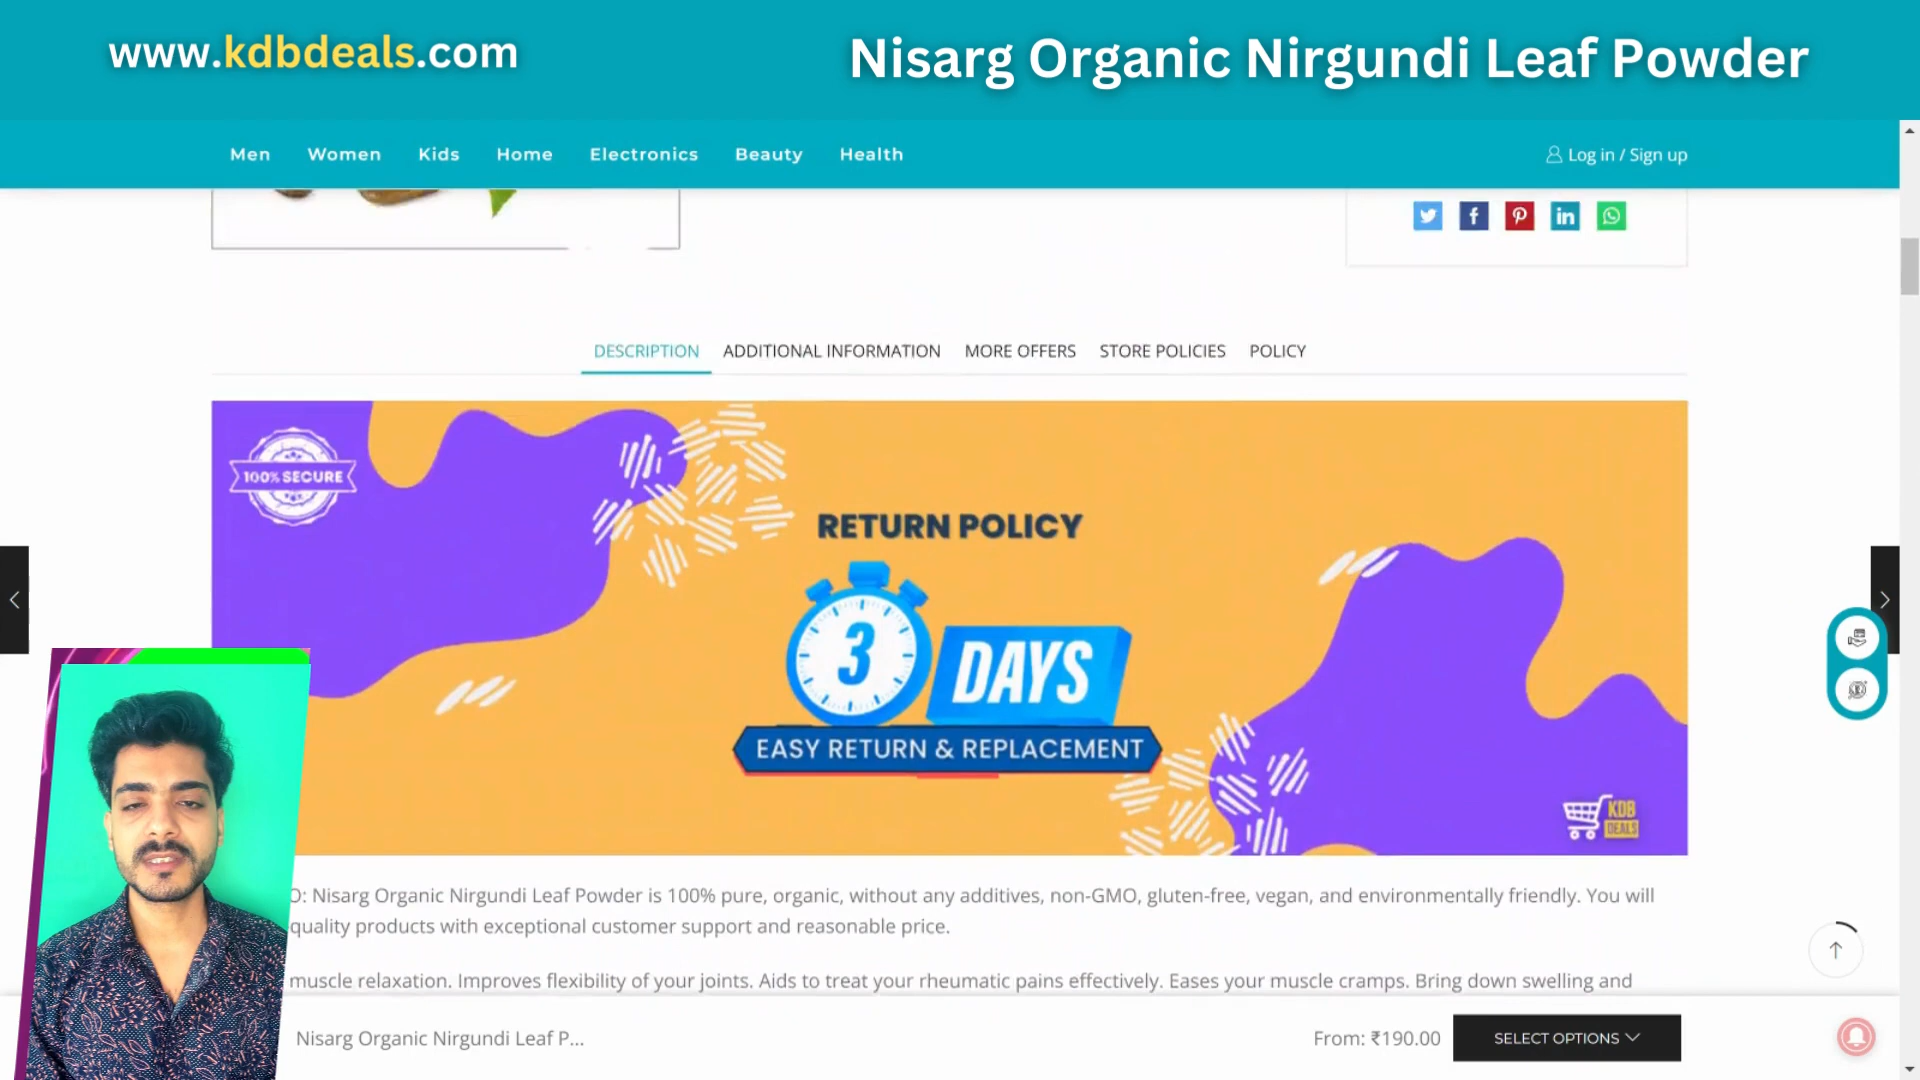 www.kdbdeals.com
Nisarg Organic Nirgundi Leaf Powder
Men Women Kids Home Electronics Beauty Health
Log in / Sign up
DESCRIPTION ADDITIONAL INFORMATION MORE OFFERS STORE POLICIES POLICY
100% SECURE
RETURN POLICY
3 DAYS
EASY RETURN & REPLACEMENT
KDB
DEALS
O: Nisarg Organic Nirgundi Leaf Powder is 100% pure, organic, without any additives, non-GMO, gluten-free, vegan, and environmentally friendly. You will
quality products with exceptional customer support and reasonable price.
muscle relaxation. Improves flexibility of your joints. Aids to treat your rheumatic pains effectively. Eases your muscle cramps. Bring down swelling and
Nisarg Organic Nirgundi Leaf P...
From: ₹190.00
SELECT OPTIONS